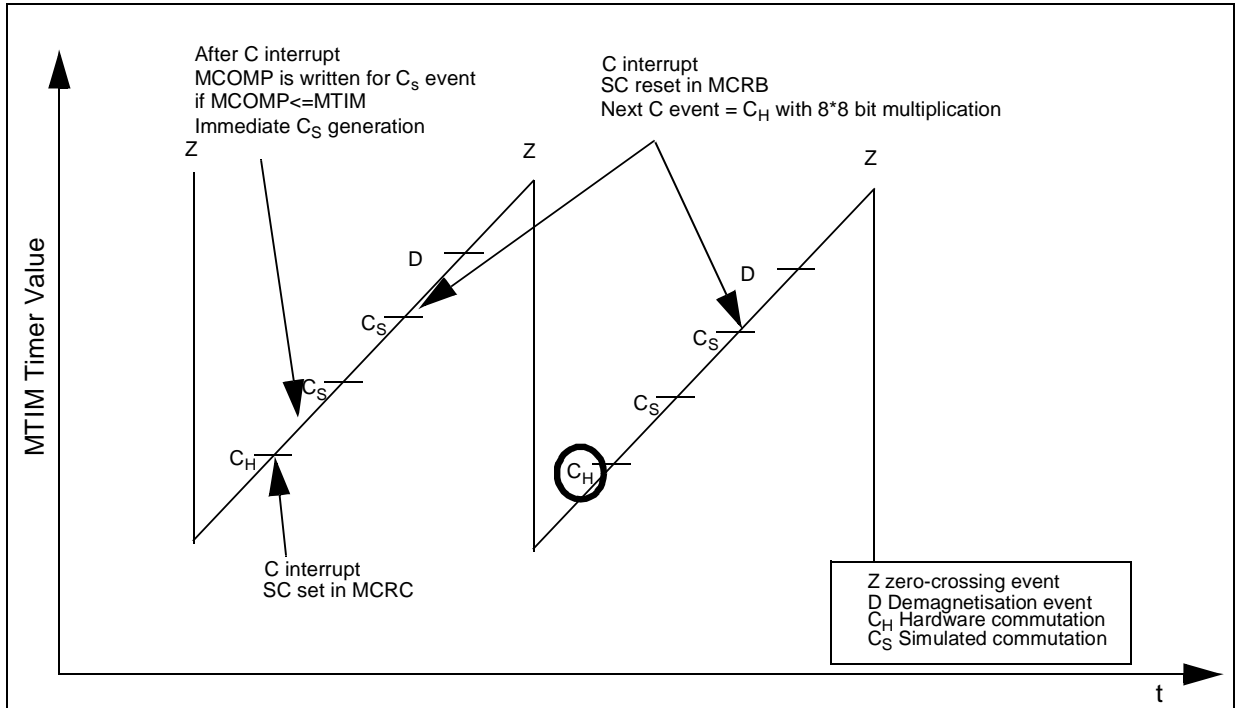 After C interrupt
MCOMP is written for Cs event
if MCOMP<=MTIM
Immediate CS generation
C interrupt
SC reset in MCRB
Next C event = CH with 8*8 bit multiplication
Z
Z
Z
D
D
CS
CS
CS
CS
CH
CH
C interrupt
SC set in MCRC
MTIM Timer Value
Z zero-crossing event
D Demagnetisation event
CH Hardware commutation
CS Simulated commutation
t